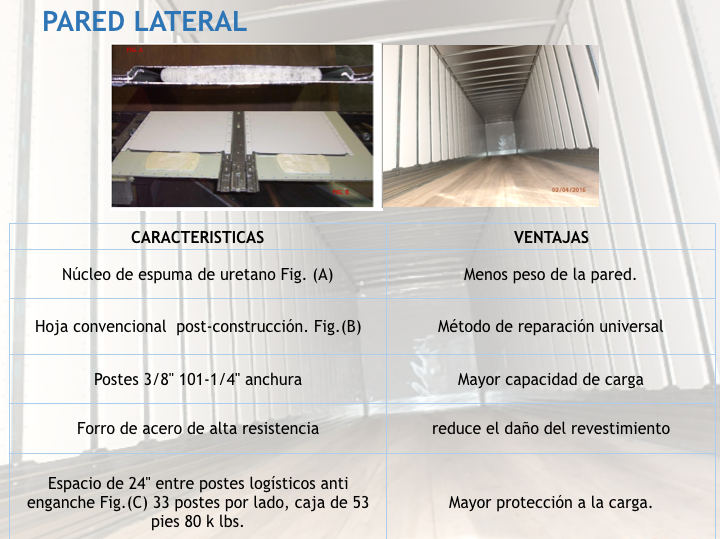 PARED LATERAL
02/04/2016
CARACTERISTICAS
VENTAJAS
Núcleo de espuma de uretano Fig. (A)
Menos peso de la pared.
Hoja convencional  post-construcción. Fig.(B)
Método de reparación universal
Postes 3/8" 101-1/4" anchura
Mayor capacidad de carga
Forro de acero de alta resistencia
reduce el daño del revestimiento
Espacio de 24" entre postes logísticos anti
enganche Fig.(C) 33 postes por lado, caja de 53
pies 80 k lbs.
Mayor protección a la carga.